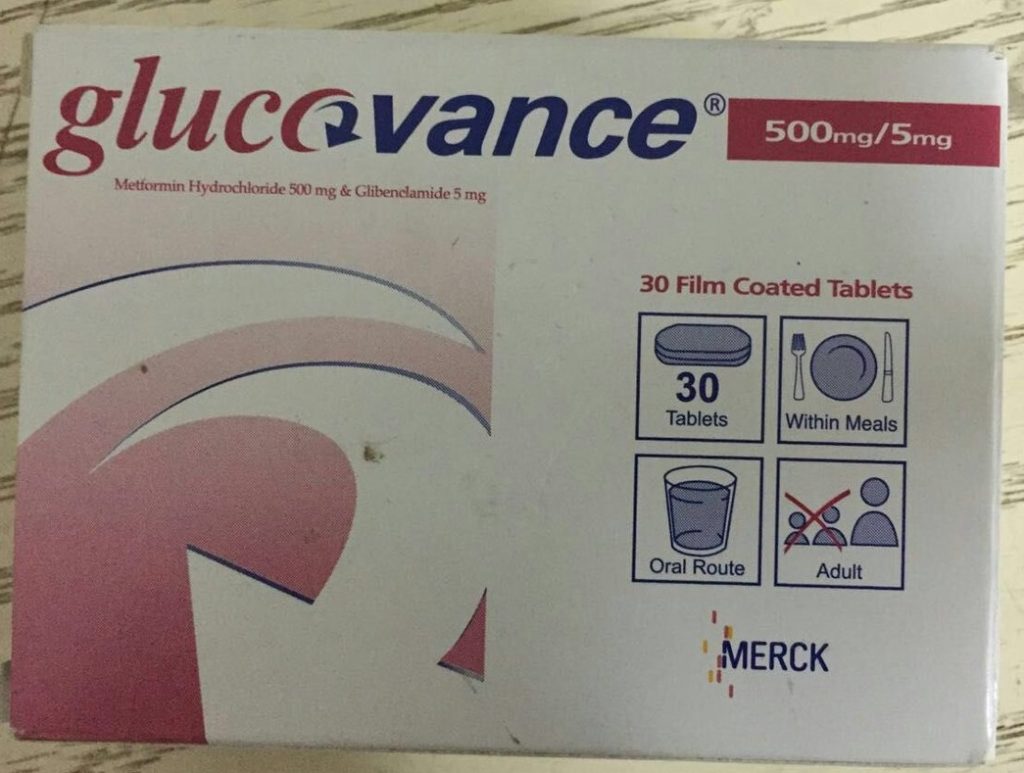 glucovance® 500mg/5mg
Metformin Hydrochloride 500 mg & Glibenclamide 5 mg
30 Film Coated Tablets
30
Tablets
Within Meals
Oral Route
Adult
MERCK